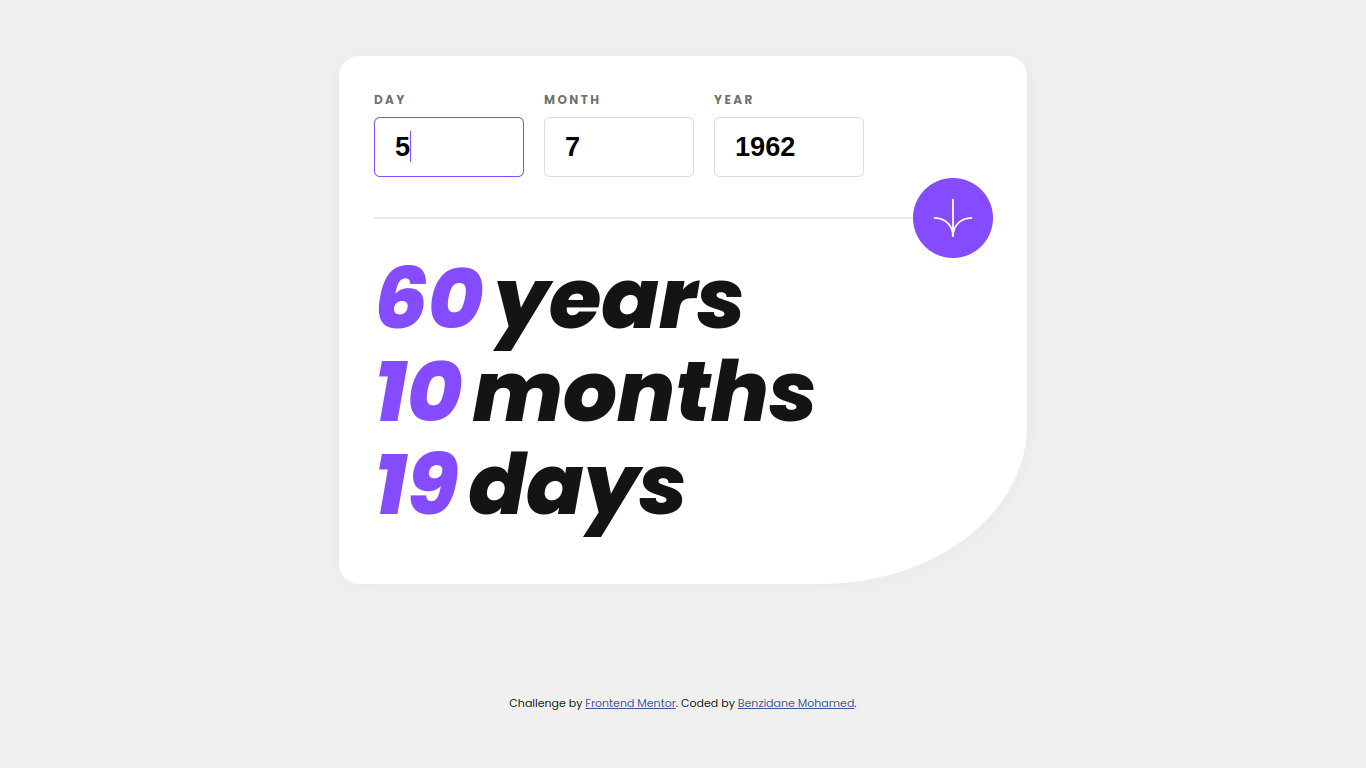 DAY MONTH YEAR
5 7 1962
60 years
10 months
19 days
Challenge by Frontend Mentor. Coded by Benzidane Mohamed.